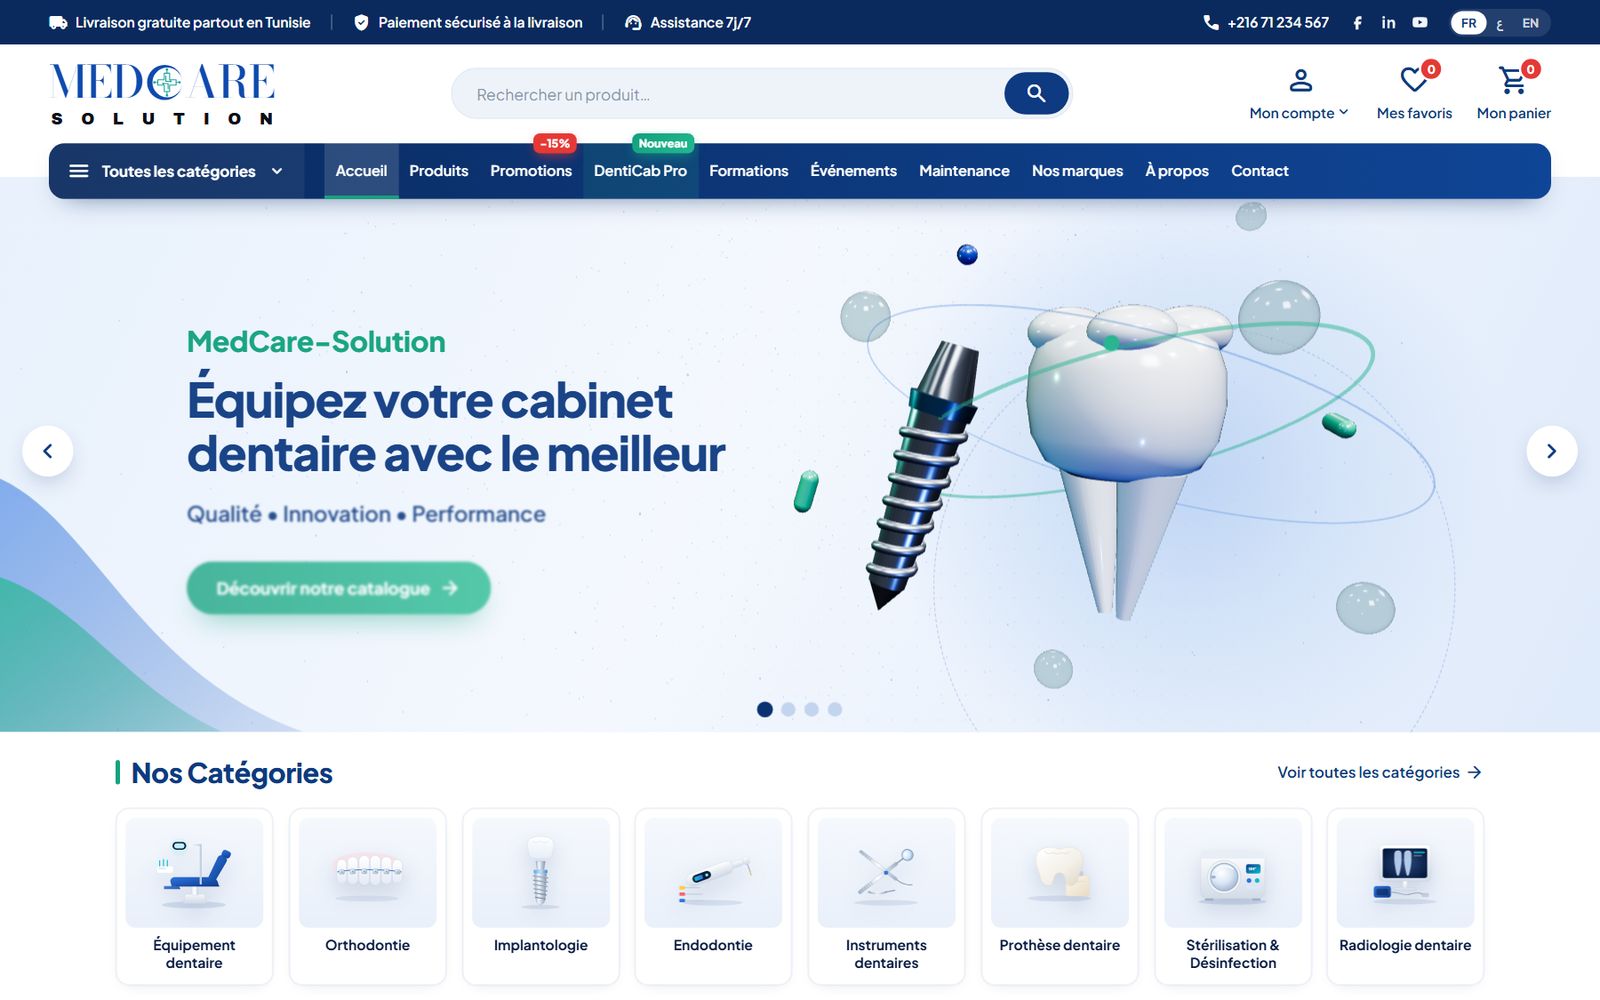 Livraison gratuite partout en Tunisie
Paiement sécurisé à la livraison
Assistance 7j/7
+216 71 234 567
FR ع EN
MEDCARE
SOLUTION
Rechercher un produit...
Mon compte
0
Mes favoris
0
Mon panier
Toutes les catégories
Accueil
Produits
-15%
Promotions
Nouveau
DentiCab Pro
Formations
Événements
Maintenance
Nos marques
À propos
Contact
MedCare-Solution
Équipez votre cabinet
dentaire avec le meilleur
Qualité • Innovation • Performance
Découvrir notre catalogue
Nos Catégories
Voir toutes les catégories
Équipement
dentaire
Orthodontie
Implantologie
Endodontie
Instruments
dentaires
Prothèse dentaire
Stérilisation &
Désinfection
Radiologie dentaire